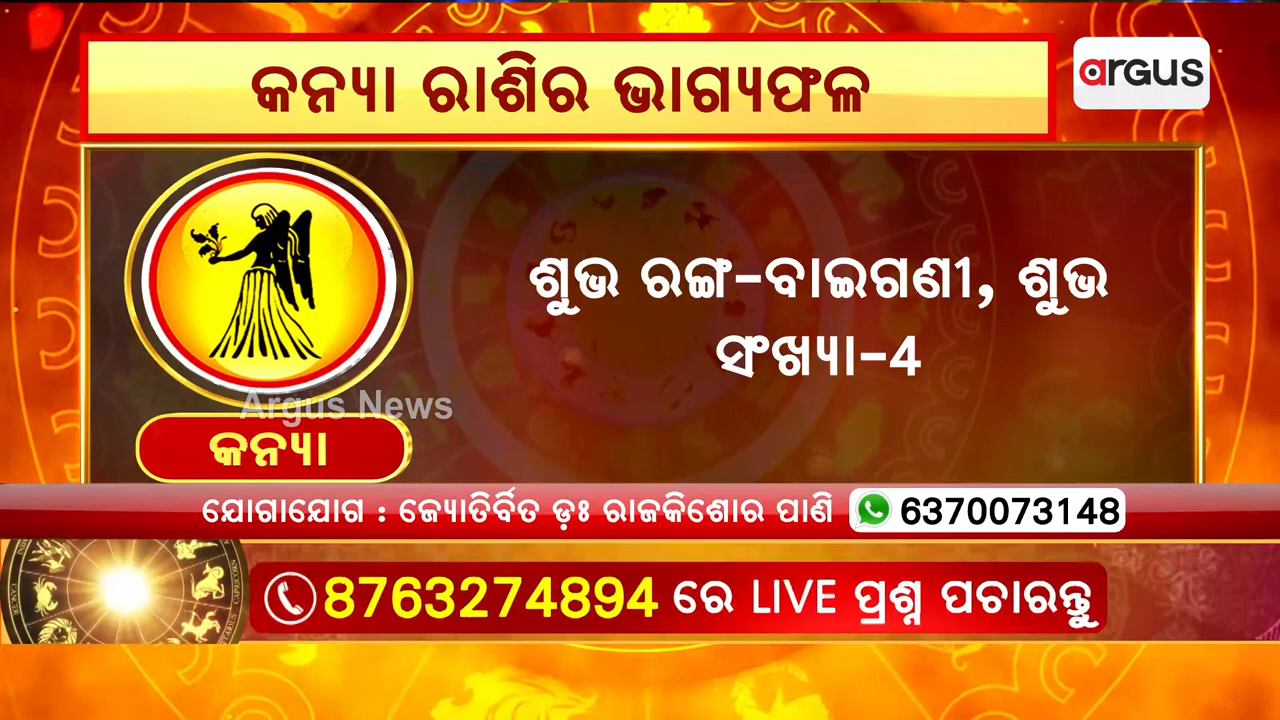 କନ୍ୟା ରାଶିର ଭାଗ୍ୟଫଳ
aRGUS
ଶୁଭ ରଙ୍ଗ-ବାଇଗଣୀ, ଶୁଭ
ସଂଖ୍ୟା-4
Argus News
କନ୍ୟା
ଯୋଗାଯୋଗ : ଜ୍ୟୋତିର୍ବିତ ଡ଼ଃ ରାଜକିଶୋର ପାଣି 6370073148
8763274894 ରେ LIVE ପ୍ରଶ୍ନ ପଚାରନ୍ତୁ